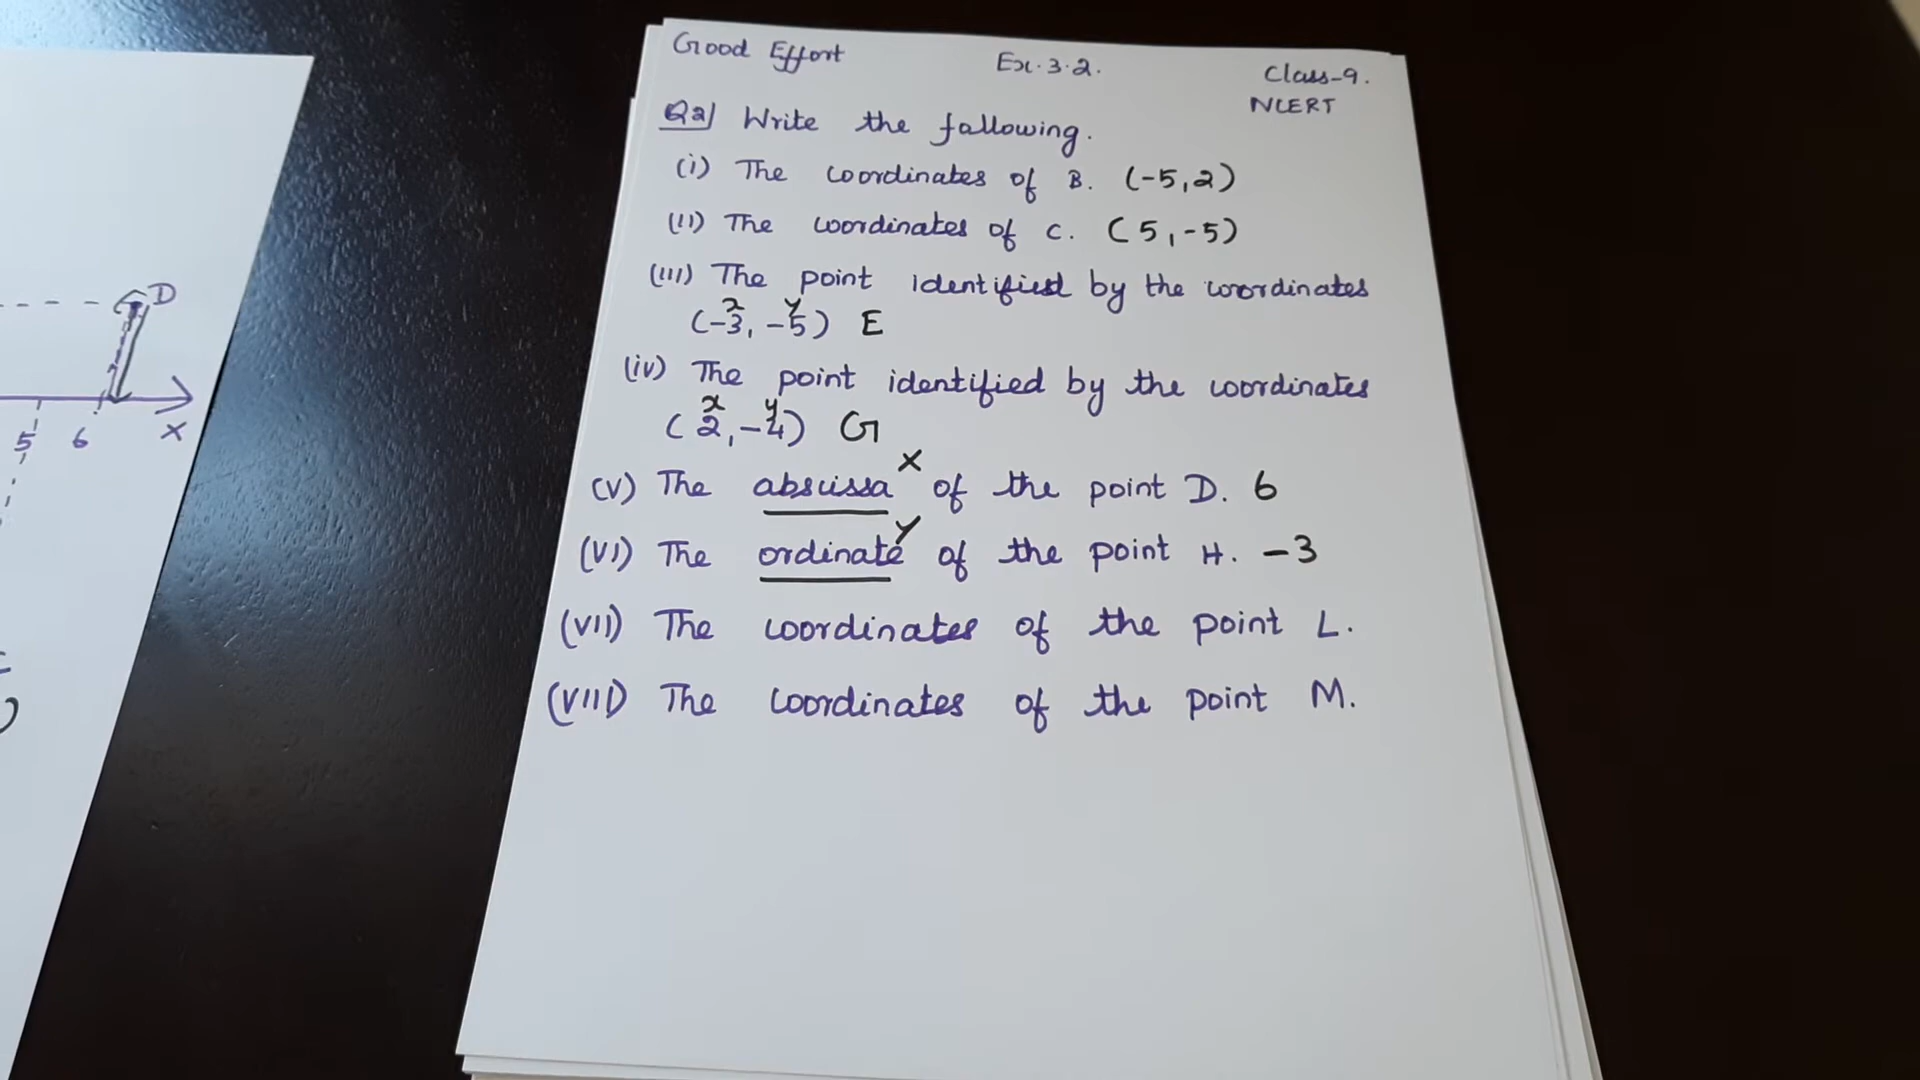 Good Effort Ex.3.2. Class-9.
NCERT
Q2) Write the following.
(i) The coordinates of B. (-5,2)
(ii) The coordinates of C. (5,-5)
(iii) The point identified by the coordinates
x y
(-3, -5) E
(iv) The point identified by the coordinates
x y
(2,-4) G
X
(v) The abscissa of the point D. 6
Y
(vi) The ordinate of the point H. -3
(vii) The coordinates of the point L.
(viii) The coordinates of the point M.
D
5 6 X